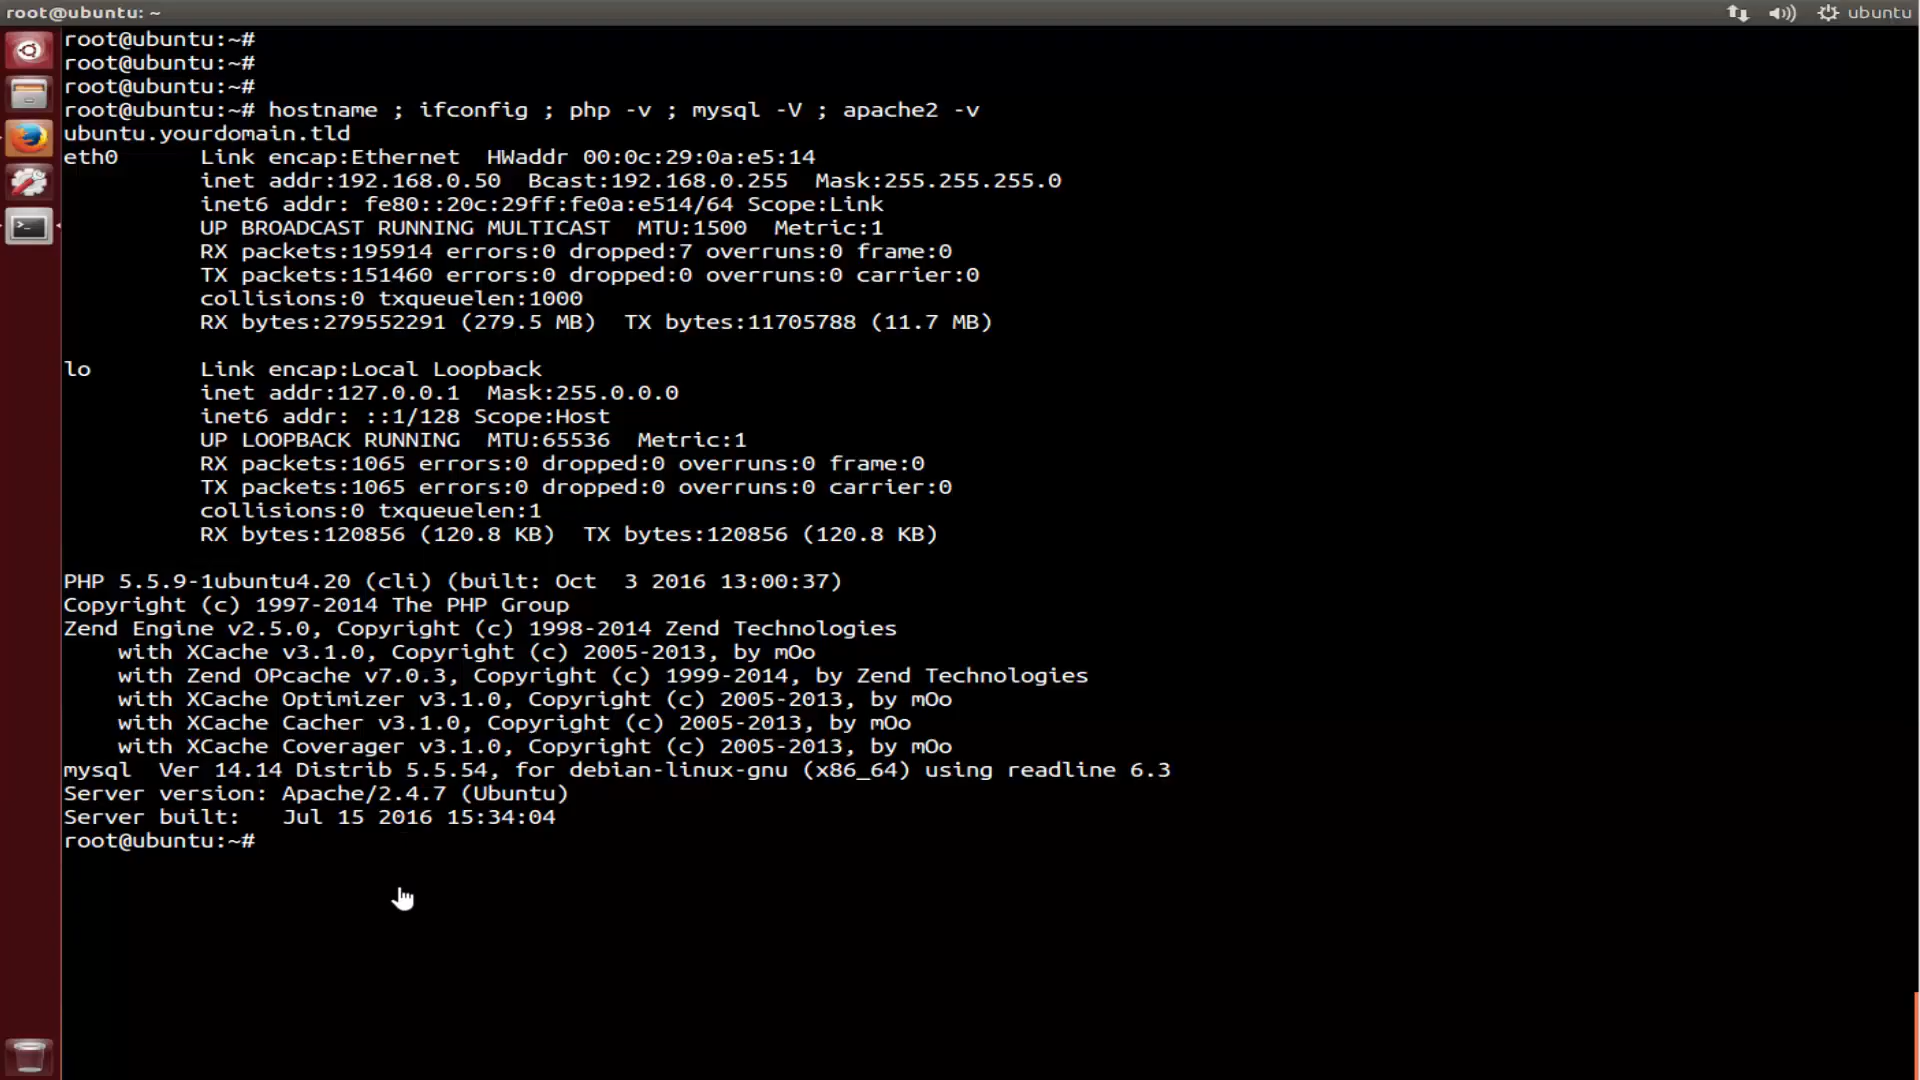 root@ubuntu: ~
ubuntu
root@ubuntu:~#
root@ubuntu:~#
root@ubuntu:~#
root@ubuntu:~# hostname ; ifconfig ; php -v ; mysql -V ; apache2 -v
ubuntu.yourdomain.tld
eth0      Link encap:Ethernet  HWaddr 00:0c:29:0a:e5:14
          inet addr:192.168.0.50  Bcast:192.168.0.255  Mask:255.255.255.0
          inet6 addr: fe80::20c:29ff:fe0a:e514/64 Scope:Link
          UP BROADCAST RUNNING MULTICAST  MTU:1500  Metric:1
          RX packets:195914 errors:0 dropped:7 overruns:0 frame:0
          TX packets:151460 errors:0 dropped:0 overruns:0 carrier:0
          collisions:0 txqueuelen:1000
          RX bytes:279552291 (279.5 MB)  TX bytes:11705788 (11.7 MB)
lo        Link encap:Local Loopback
          inet addr:127.0.0.1  Mask:255.0.0.0
          inet6 addr: ::1/128 Scope:Host
          UP LOOPBACK RUNNING  MTU:65536  Metric:1
          RX packets:1065 errors:0 dropped:0 overruns:0 frame:0
          TX packets:1065 errors:0 dropped:0 overruns:0 carrier:0
          collisions:0 txqueuelen:1
          RX bytes:120856 (120.8 KB)  TX bytes:120856 (120.8 KB)
PHP 5.5.9-1ubuntu4.20 (cli) (built: Oct  3 2016 13:00:37)
Copyright (c) 1997-2014 The PHP Group
Zend Engine v2.5.0, Copyright (c) 1998-2014 Zend Technologies
    with XCache v3.1.0, Copyright (c) 2005-2013, by mOo
    with Zend OPcache v7.0.3, Copyright (c) 1999-2014, by Zend Technologies
    with XCache Optimizer v3.1.0, Copyright (c) 2005-2013, by mOo
    with XCache Cacher v3.1.0, Copyright (c) 2005-2013, by mOo
    with XCache Coverager v3.1.0, Copyright (c) 2005-2013, by mOo
mysql  Ver 14.14 Distrib 5.5.54, for debian-linux-gnu (x86_64) using readline 6.3
Server version: Apache/2.4.7 (Ubuntu)
Server built:   Jul 15 2016 15:34:04
root@ubuntu:~#